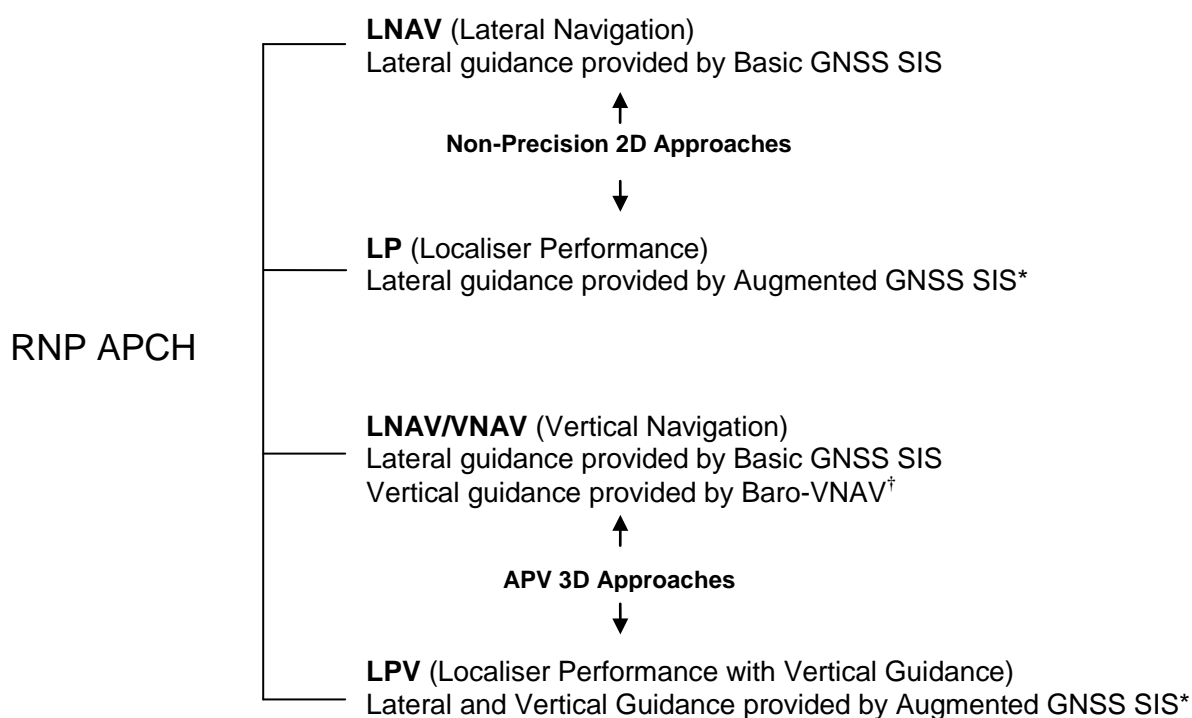 LNAV (Lateral Navigation)
Lateral guidance provided by Basic GNSS SIS
Non-Precision 2D Approaches
LP (Localiser Performance)
Lateral guidance provided by Augmented GNSS SIS*
RNP APCH
LNAV/VNAV (Vertical Navigation)
Lateral guidance provided by Basic GNSS SIS
Vertical guidance provided by Baro-VNAV†
APV 3D Approaches
LPV (Localiser Performance with Vertical Guidance)
Lateral and Vertical Guidance provided by Augmented GNSS SIS*